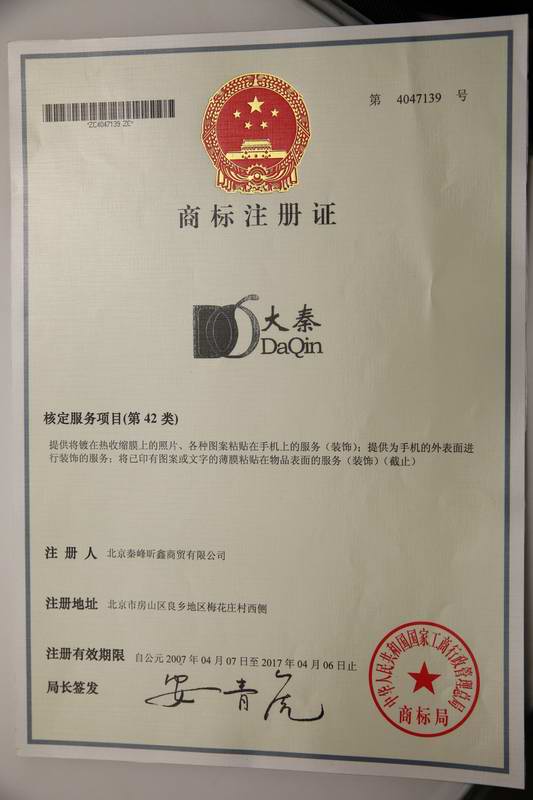 第 4047139 号
*ZC4047139 ZC*
商标注册证
大秦
DaQin
核定服务项目(第 42 类)
提供将镀在热收缩膜上的照片、各种图案粘贴在手机上的服务(装饰);提供为手机的外表面进
行装饰的服务;将已印有图案或文字的薄膜粘贴在物品表面的服务(装饰)(截止)
注 册 人 北京秦峰昕鑫商贸有限公司
注册地址 北京市房山区良乡地区梅花庄村西侧
注册有效期限 自公元 2007 年 04 月 07 日至 2017 年 04 月 06 日止
局长签发 安青虎
中华人民共和国国家工商行政管理总局
商标局